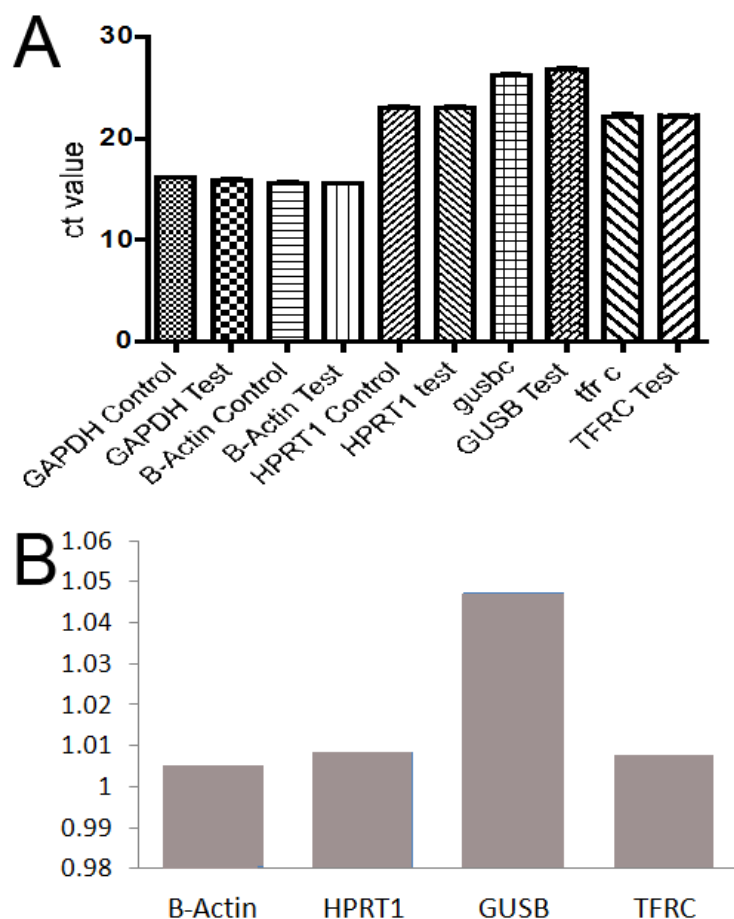 A
30
20
10
0
ct value
GAPDH Control
GAPDH Test
B-Actin Control
B-Actin Test
HPRT1 Control
HPRT1 test
gusbc
GUSB Test
tfr c
TFRC Test
B
1.06
1.05
1.04
1.03
1.02
1.01
1
0.99
0.98
B-Actin HPRT1 GUSB TFRC